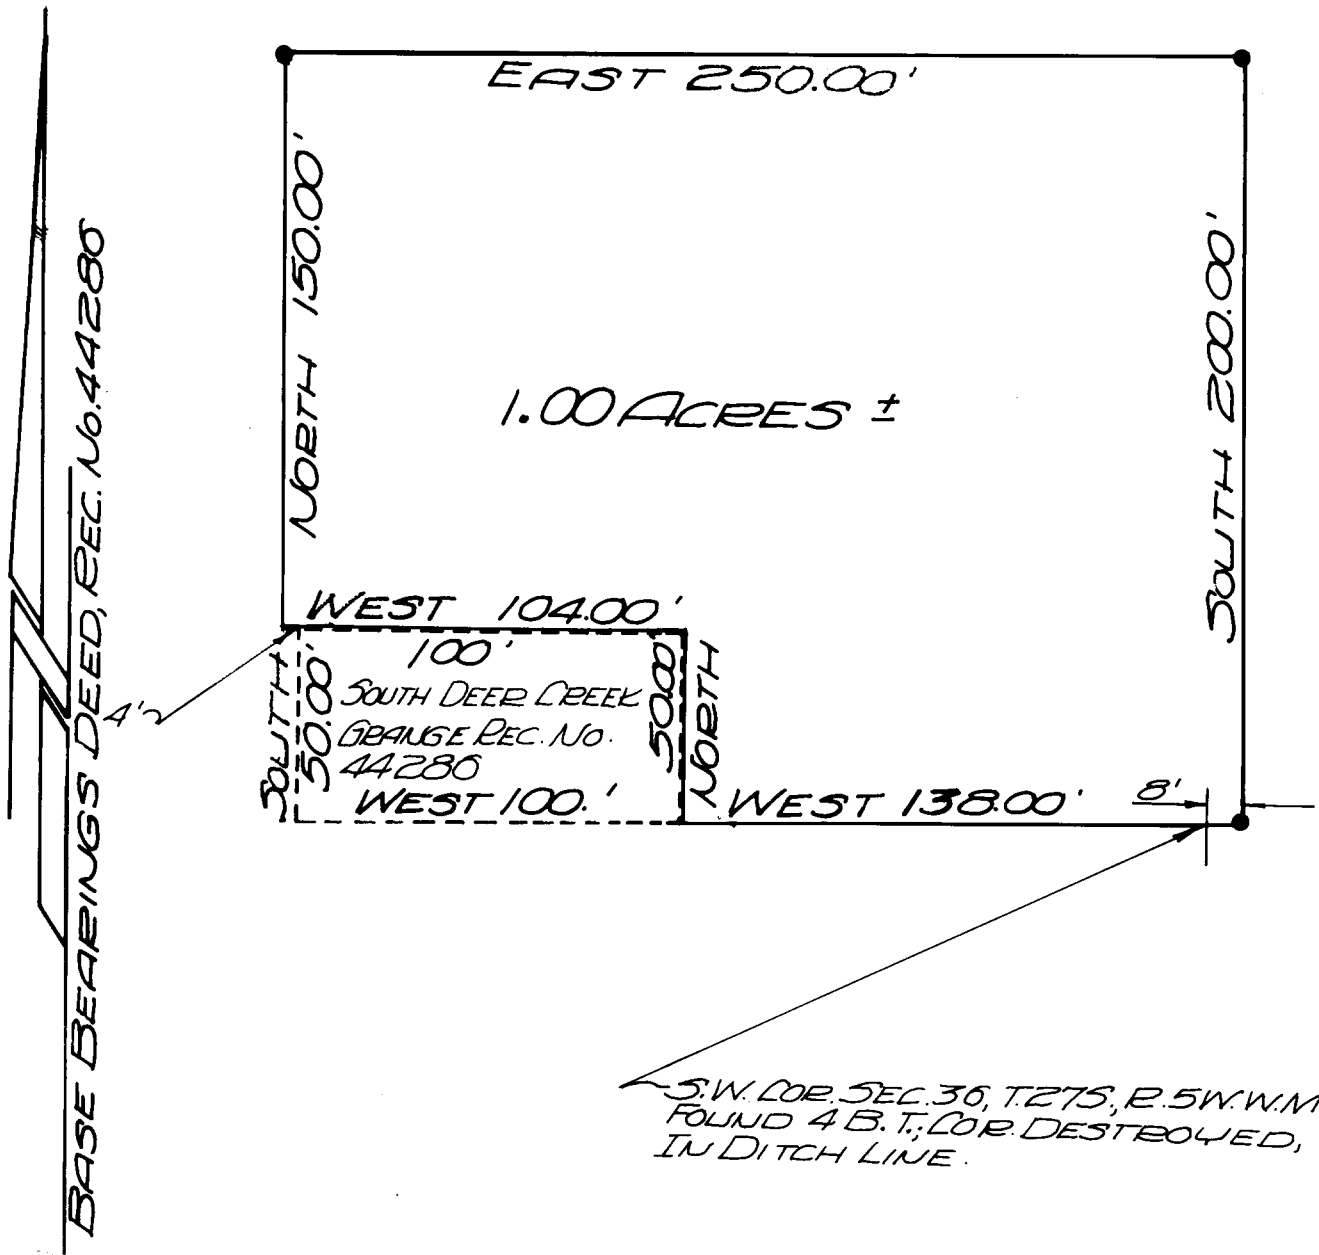 EAST 250.00'
NORTH 150.00'
SOUTH 200.00'
1.00 ACRES ±
BASE BEARINGS DEED, REC. No. 44286
WEST 104.00'
100'
4'
SOUTH
50.00'
SOUTH DEER CREEK
GRANGE REC. No.
44286
50.00
NORTH
WEST 100.'
WEST 138.00'
8'
S.W. COR. SEC. 36, T.27S., R.5W. W.M
FOUND 4 B.T.; COR. DESTROYED,
IN DITCH LINE.